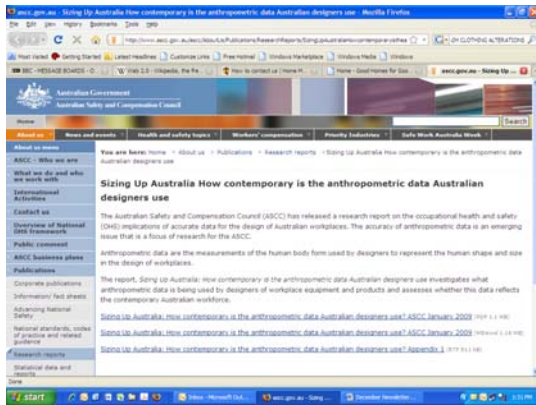 ascc.gov.au - Sizing Up Australia How contemporary is the anthropometric data Australian designers use - Mozilla Firefox
File Edit View History Bookmarks Tools Help
Most Visited Getting Started Latest Headlines Customize Links Free Hotmail Windows Marketplace Windows Media Windows
ascc.gov.au - Sizing Up ...
Australian Government
Australian Safety and Compensation Council
Home
Search
About us News and events Health and safety topics Workers' compensation Priority Industries Safe Work Australia Week
About us menu
ASCC - Who we are
What we do and who we work with
International Activities
Contact us
Overview of National OHS framework
Public comment
ASCC business plans
Publications
Corporate publications
Information/ fact sheets
Advancing National Safety
National standards, codes of practice and related guidance
Research reports
Statistical data and reports
You are here: Home > About us > Publications > Research reports > Sizing Up Australia How contemporary is the anthropometric data
Australian designers use
Sizing Up Australia How contemporary is the anthropometric data Australian
designers use
The Australian Safety and Compensation Council (ASCC) has released a research report on the occupational health and safety
(OHS) implications of accurate data for the design of Australian workplaces. The accuracy of anthropometric data is an emerging
issue that is a focus of research for the ASCC.
Anthropometric data are the measurements of the human body form used by designers to represent the human shape and size
in the design of workplaces.
The report, Sizing Up Australia: How contemporary is the anthropometric data Australian designers use investigates what
anthropometric data is being used by designers of workplace equipment and products and assesses whether this data reflects
the contemporary Australian workforce.
Sizing Up Australia: How contemporary is the anthropometric data Australian designers use? ASCC January 2009
Sizing Up Australia: How contemporary is the anthropometric data Australian designers use? ASCC January 2009
Sizing Up Australia: How contemporary is the anthropometric data Australian designers use? Appendix 1
Done
start
Inbox - Microsoft Out...
ascc.gov.au - Sizing ...
December Newsletter...